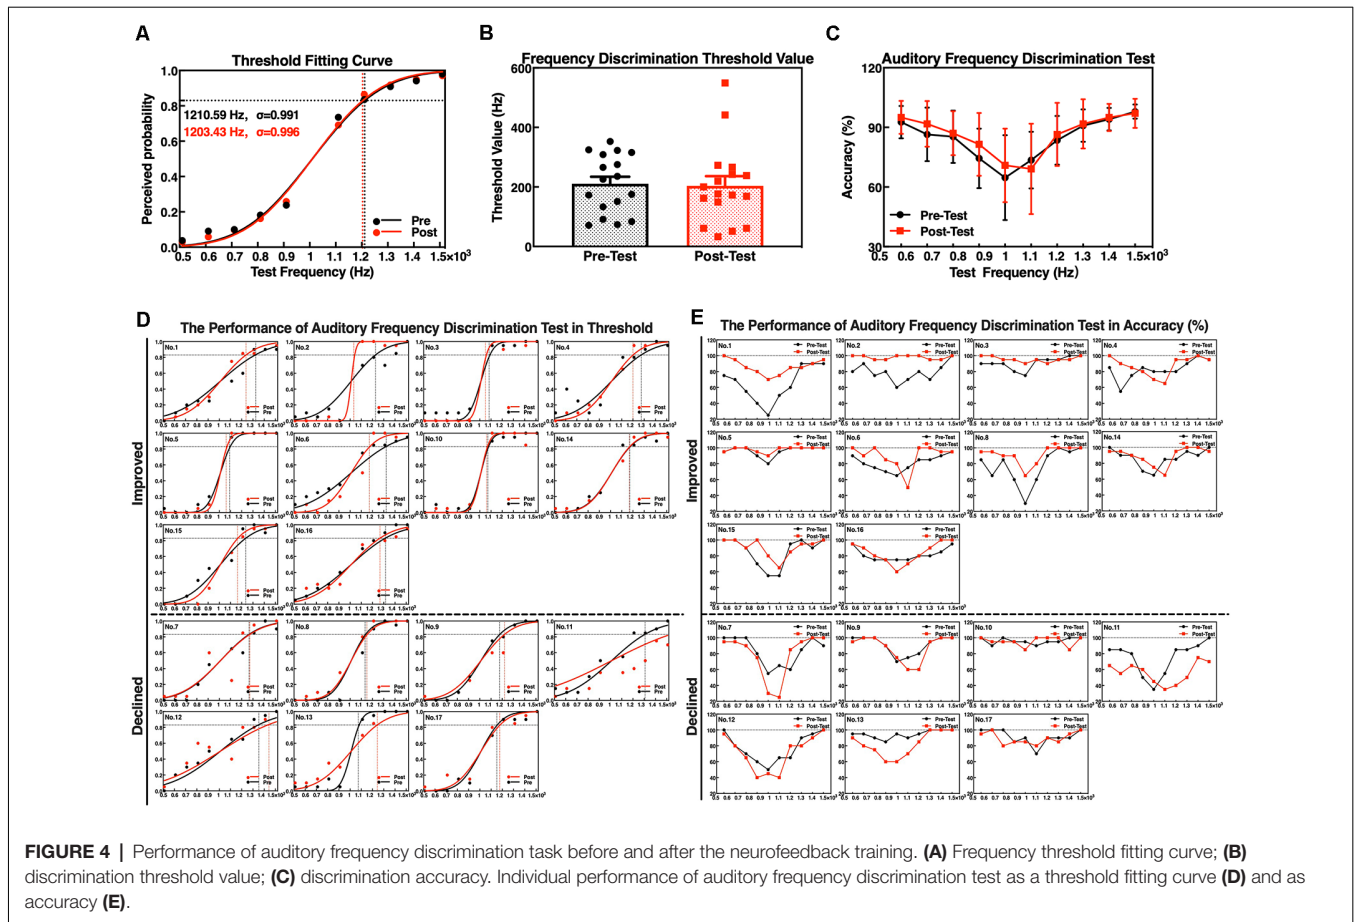 A
Threshold Fitting Curve
Perceived probability
1.0
0.8
0.6
0.4
0.2
0.0
1210.59 Hz, σ=0.991
1203.43 Hz, σ=0.996
Pre
Post
0.5 0.6 0.7 0.8 0.9 1 1.1 1.2 1.3 1.4 1.5×10³
Test Frequency (Hz)
B
Frequency Discrimination Threshold Value
Threshold Value (Hz)
600
400
200
0
Pre-Test Post-Test
C
Auditory Frequency Discrimination Test
Accuracy (%)
120
90
60
30
Pre-Test
Post-Test
0.5 0.6 0.7 0.8 0.9 1 1.1 1.2 1.3 1.4 1.5×10³
Test Frequency (Hz)
D
The Performance of Auditory Frequency Discrimination Test in Threshold
Improved
No.1 No.2 No.3 No.4
No.5 No.6 No.10 No.14
No.15 No.16
Declined
No.7 No.8 No.9 No.11
No.12 No.13 No.17
Post
Pre
E
The Performance of Auditory Frequency Discrimination Test in Accuracy (%)
Improved
No.1 No.2 No.3 No.4
No.5 No.6 No.8 No.14
No.15 No.16
Declined
No.7 No.9 No.10 No.11
No.12 No.13 No.17
Pre-Test
Post-Test
FIGURE 4 | Performance of auditory frequency discrimination task before and after the neurofeedback training. (A) Frequency threshold fitting curve; (B)
discrimination threshold value; (C) discrimination accuracy. Individual performance of auditory frequency discrimination test as a threshold fitting curve (D) and as
accuracy (E).